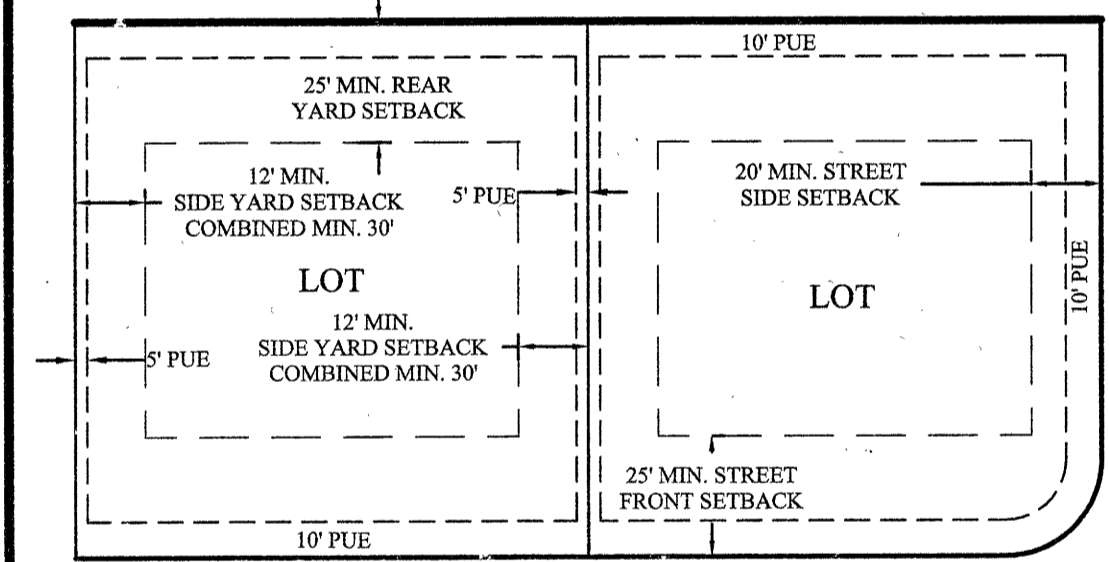 10' PUE
25' MIN. REAR
YARD SETBACK
12' MIN.
SIDE YARD SETBACK
COMBINED MIN. 30'
5' PUE
20' MIN. STREET
SIDE SETBACK
10' PUE
LOT
LOT
12' MIN.
SIDE YARD SETBACK
COMBINED MIN. 30'
5' PUE
25' MIN. STREET
FRONT SETBACK
10' PUE